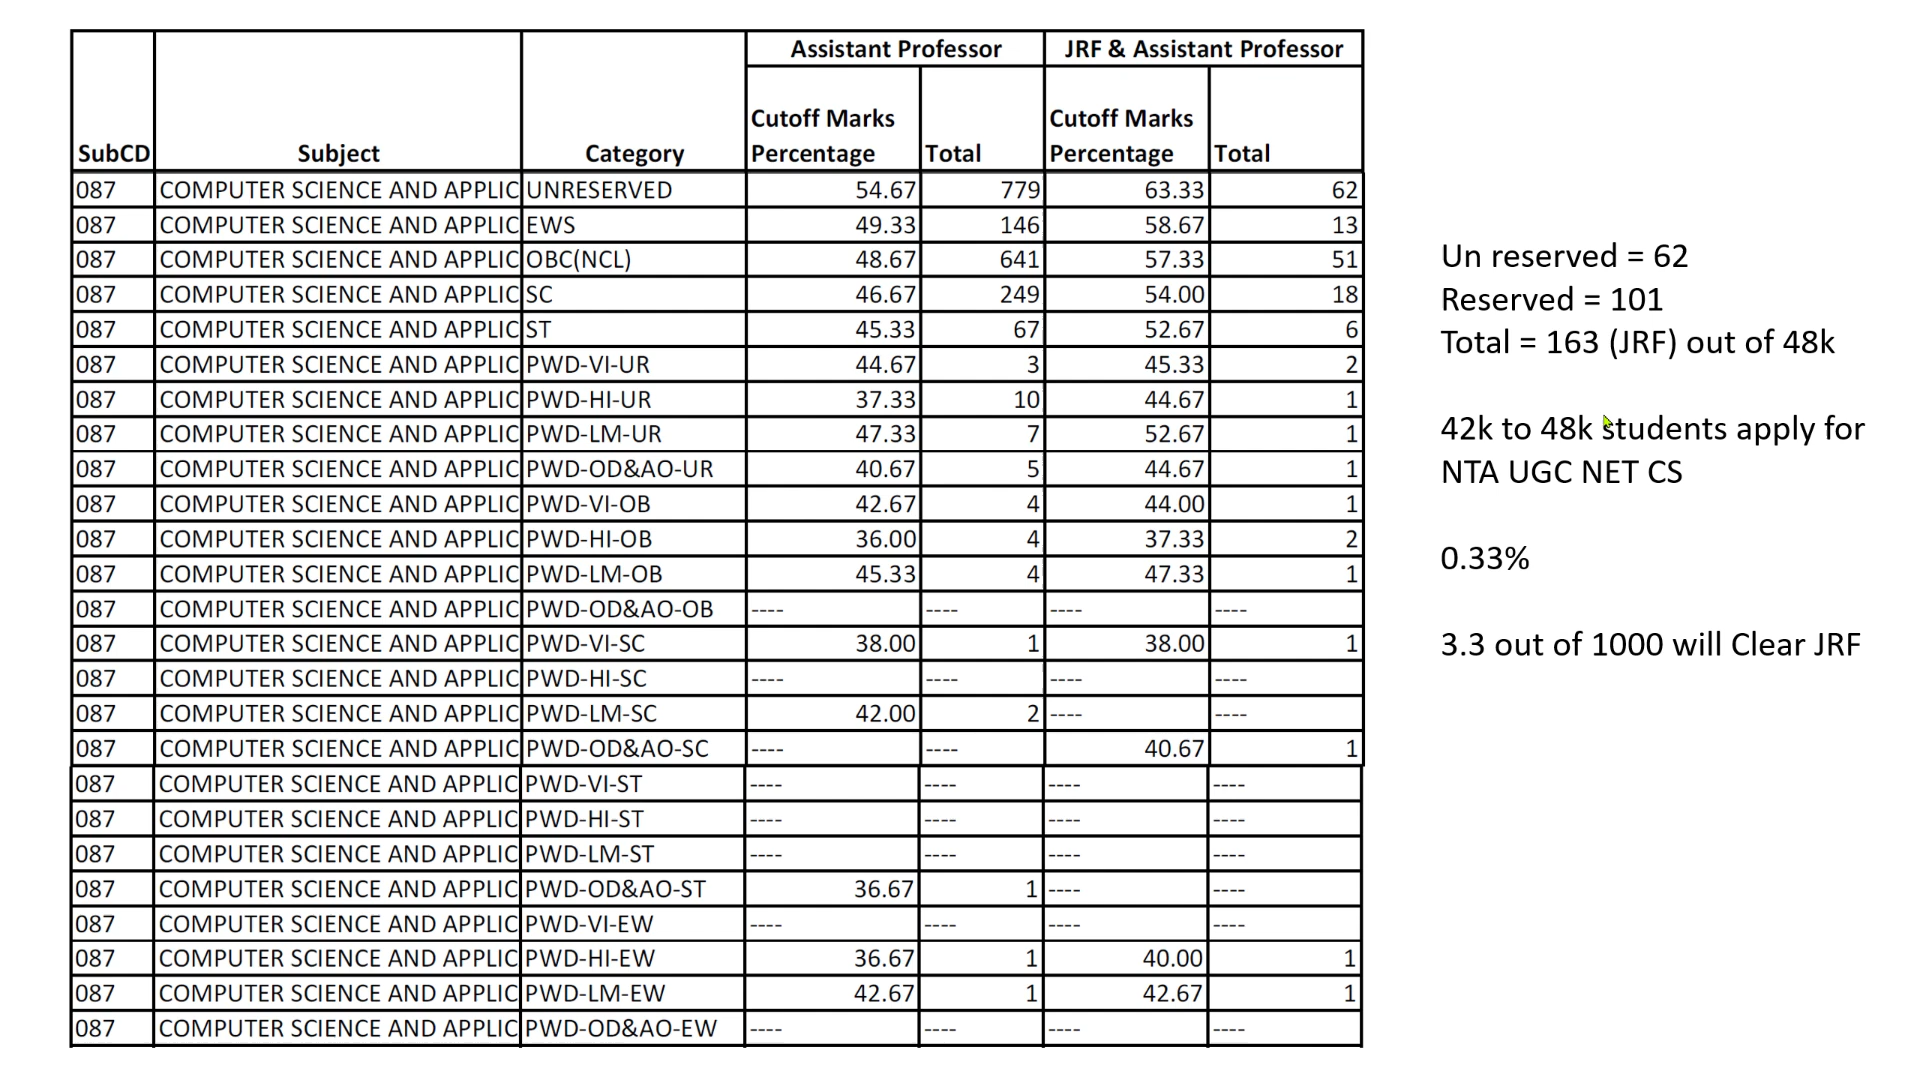 Assistant Professor JRF & Assistant Professor
SubCD Subject Category Cutoff Marks Percentage Total Cutoff Marks Percentage Total
087 COMPUTER SCIENCE AND APPLIC UNRESERVED 54.67 779 63.33 62
087 COMPUTER SCIENCE AND APPLIC EWS 49.33 146 58.67 13
087 COMPUTER SCIENCE AND APPLIC OBC(NCL) 48.67 641 57.33 51
087 COMPUTER SCIENCE AND APPLIC SC 46.67 249 54.00 18
087 COMPUTER SCIENCE AND APPLIC ST 45.33 67 52.67 6
087 COMPUTER SCIENCE AND APPLIC PWD-VI-UR 44.67 3 45.33 2
087 COMPUTER SCIENCE AND APPLIC PWD-HI-UR 37.33 10 44.67 1
087 COMPUTER SCIENCE AND APPLIC PWD-LM-UR 47.33 7 52.67 1
087 COMPUTER SCIENCE AND APPLIC PWD-OD&AO-UR 40.67 5 44.67 1
087 COMPUTER SCIENCE AND APPLIC PWD-VI-OB 42.67 4 44.00 1
087 COMPUTER SCIENCE AND APPLIC PWD-HI-OB 36.00 4 37.33 2
087 COMPUTER SCIENCE AND APPLIC PWD-LM-OB 45.33 4 47.33 1
087 COMPUTER SCIENCE AND APPLIC PWD-OD&AO-OB ---- ---- ---- ----
087 COMPUTER SCIENCE AND APPLIC PWD-VI-SC 38.00 1 38.00 1
087 COMPUTER SCIENCE AND APPLIC PWD-HI-SC ---- ---- ---- ----
087 COMPUTER SCIENCE AND APPLIC PWD-LM-SC 42.00 2 ---- ----
087 COMPUTER SCIENCE AND APPLIC PWD-OD&AO-SC ---- ---- 40.67 1
087 COMPUTER SCIENCE AND APPLIC PWD-VI-ST ---- ---- ---- ----
087 COMPUTER SCIENCE AND APPLIC PWD-HI-ST ---- ---- ---- ----
087 COMPUTER SCIENCE AND APPLIC PWD-LM-ST ---- ---- ---- ----
087 COMPUTER SCIENCE AND APPLIC PWD-OD&AO-ST 36.67 1 ---- ----
087 COMPUTER SCIENCE AND APPLIC PWD-VI-EW ---- ---- ---- ----
087 COMPUTER SCIENCE AND APPLIC PWD-HI-EW 36.67 1 40.00 1
087 COMPUTER SCIENCE AND APPLIC PWD-LM-EW 42.67 1 42.67 1
087 COMPUTER SCIENCE AND APPLIC PWD-OD&AO-EW ---- ---- ---- ----
Un reserved = 62
Reserved = 101
Total = 163 (JRF) out of 48k
42k to 48k students apply for
NTA UGC NET CS
0.33%
3.3 out of 1000 will Clear JRF